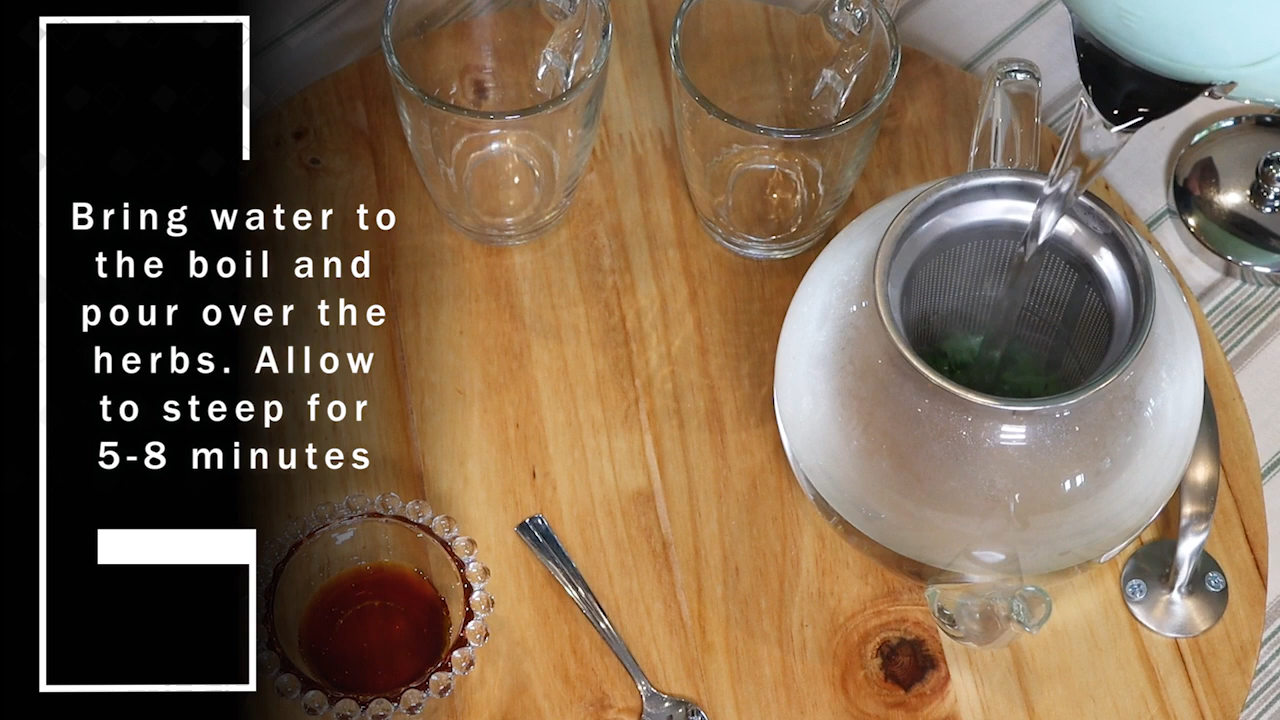 Bring water to
the boil and
pour over the
herbs. Allow
to steep for
5-8 minutes